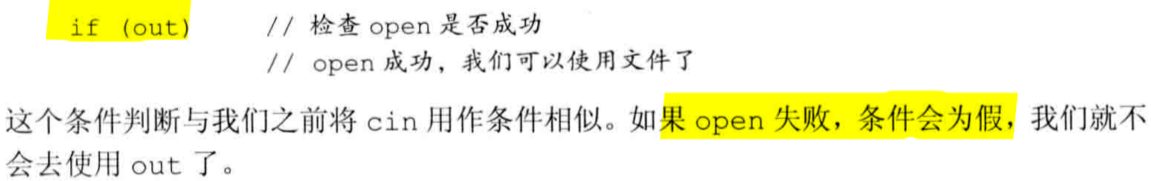 if (out)     // 检查 open 是否成功
// open 成功，我们可以使用文件了
这个条件判断与我们之前将 cin 用作条件相似。如果 open 失败，条件会为假，我们就不
会去使用 out 了。